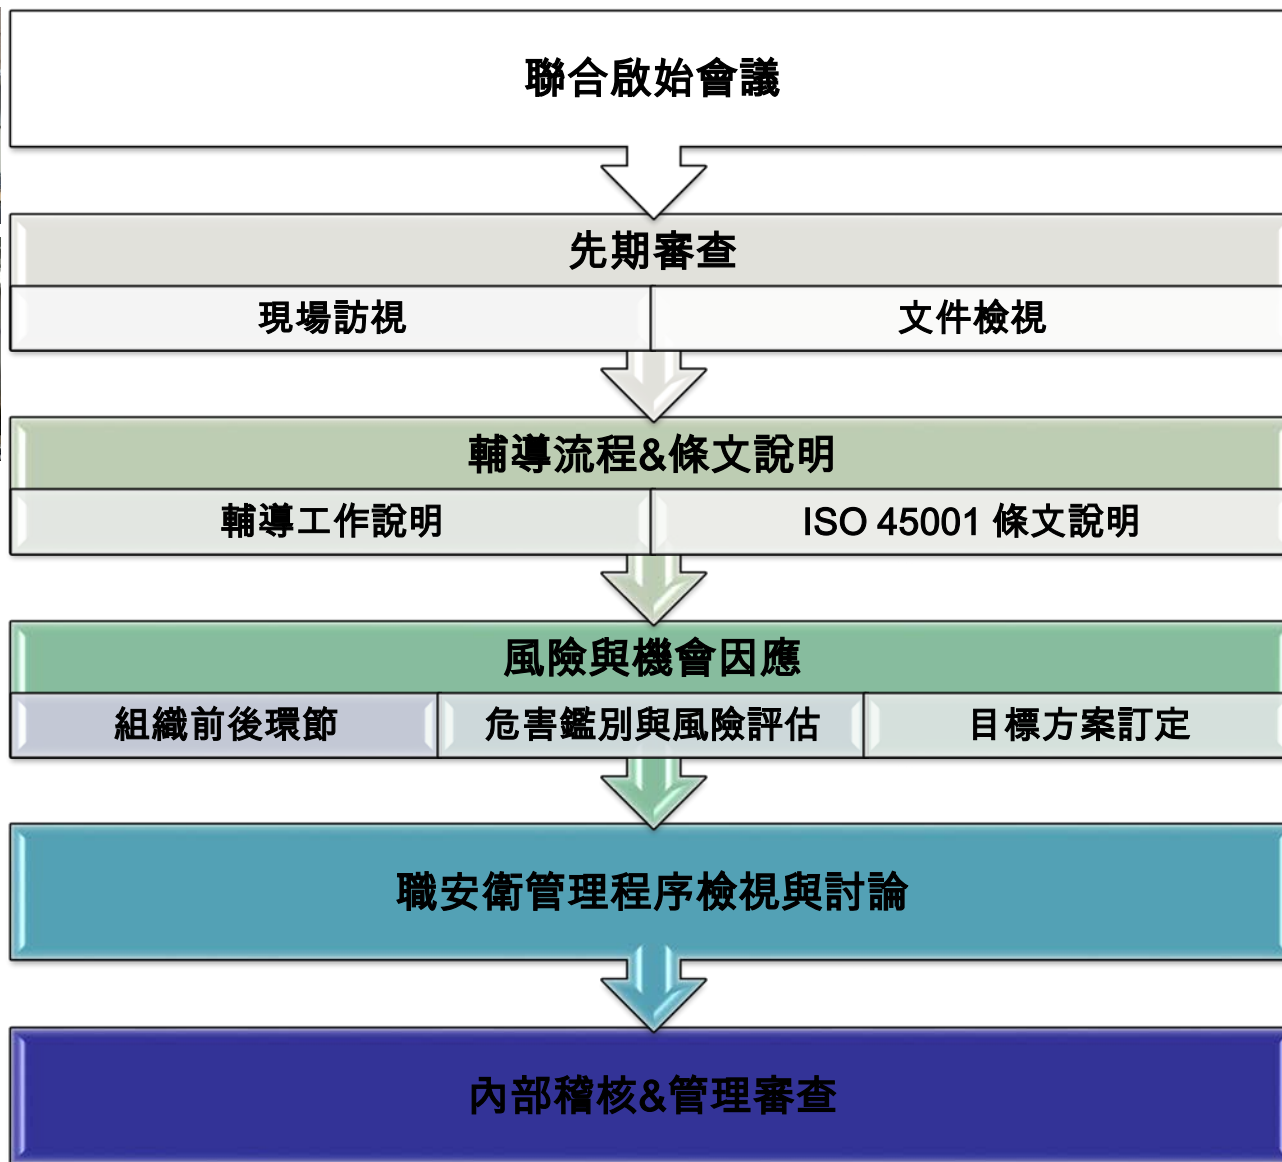 聯合啟始會議
先期審查
現場訪視
文件檢視
輔導流程&條文說明
輔導工作說明
ISO 45001 條文說明
風險與機會因應
組織前後環節
危害鑑別與風險評估
目標方案訂定
職安衛管理程序檢視與討論
內部稽核&管理審查